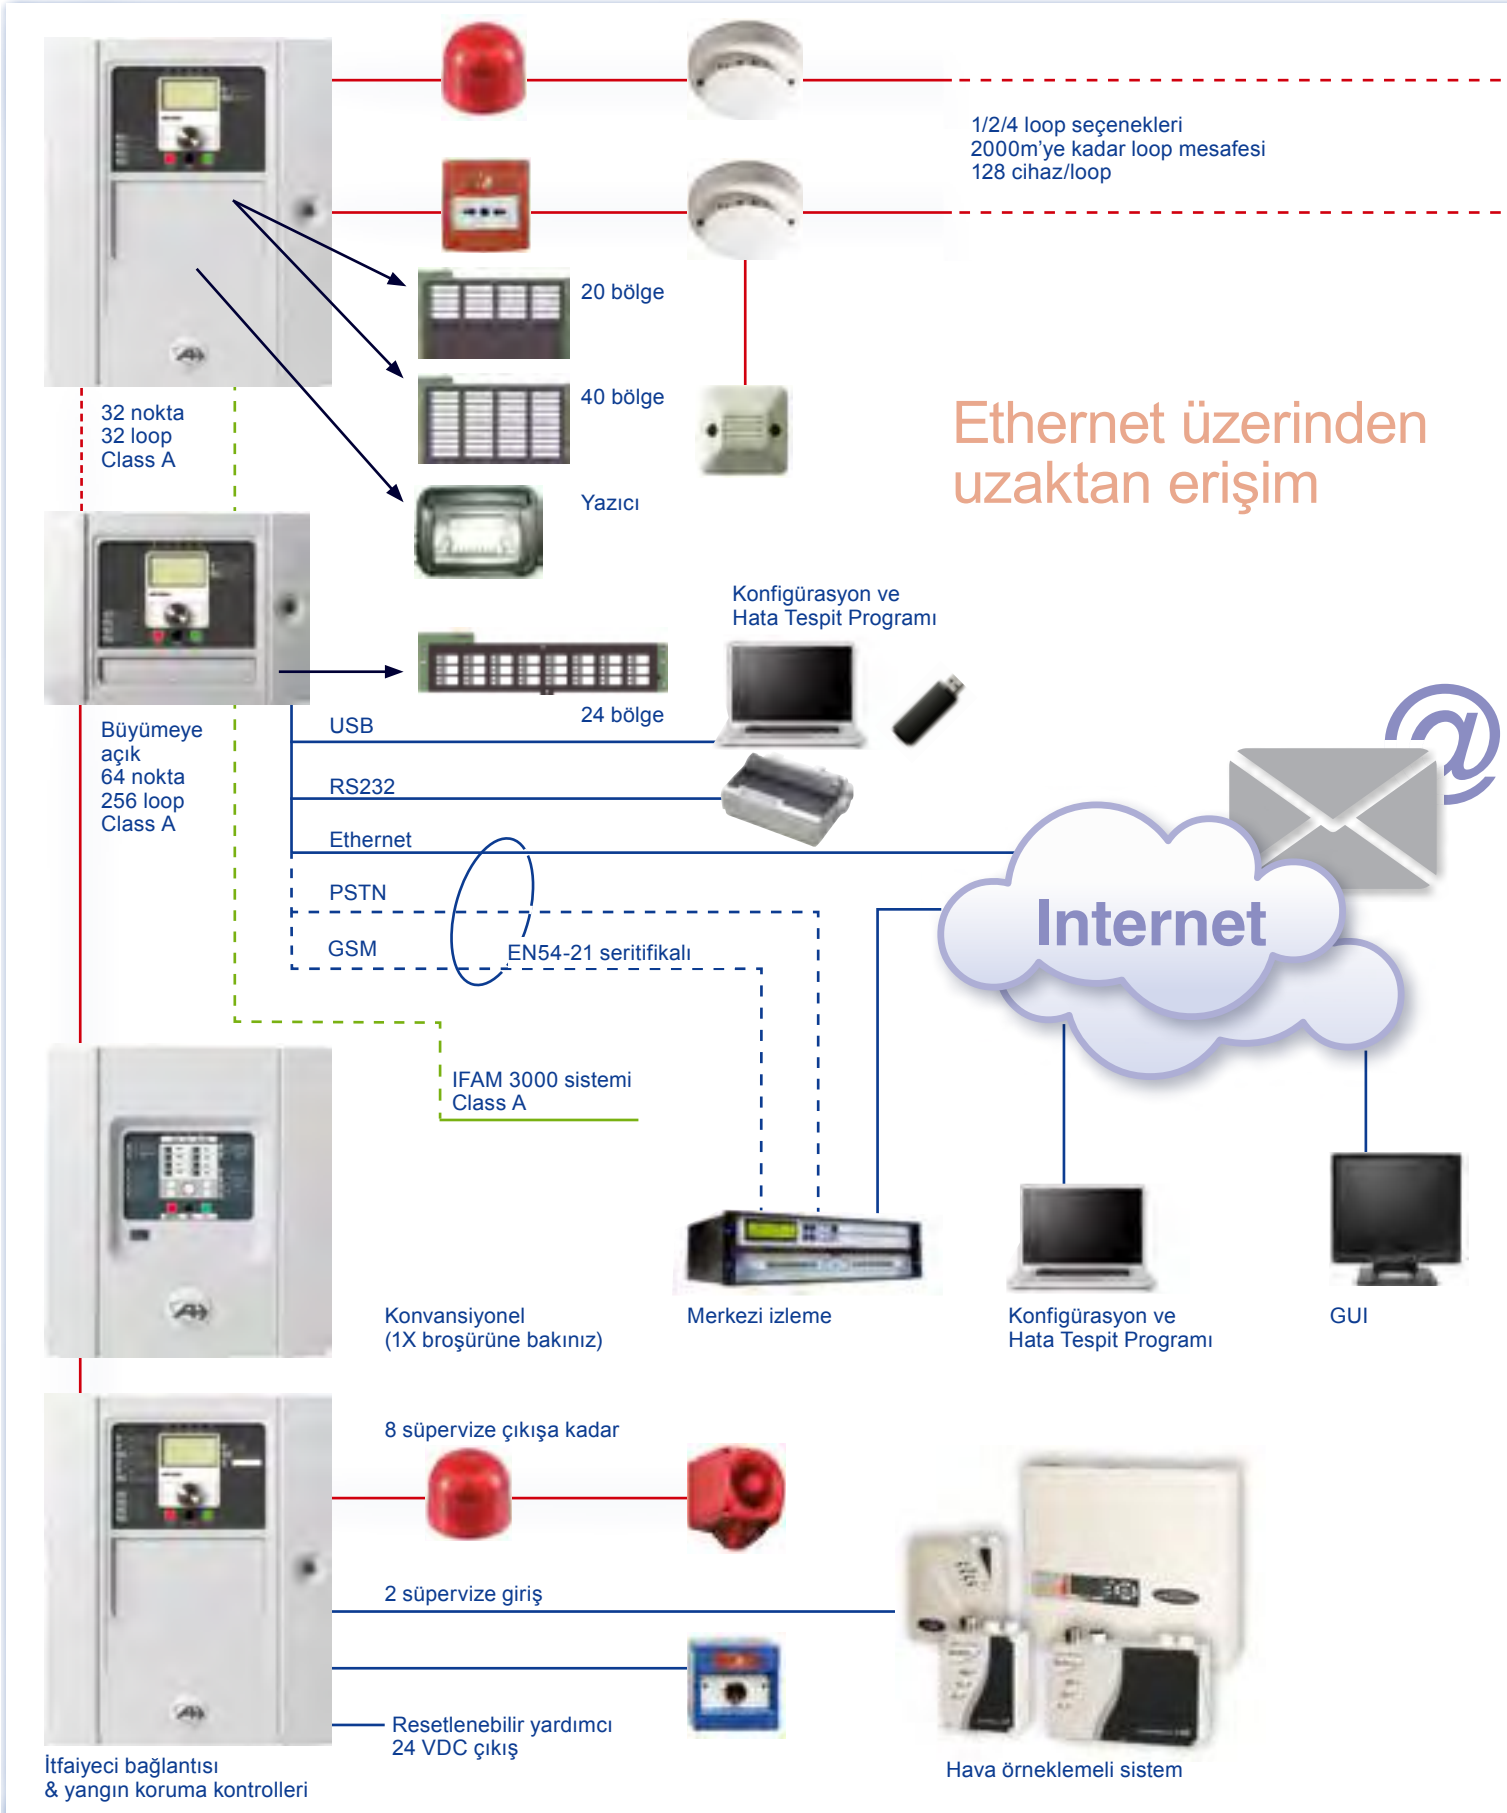 1/2/4 loop seçenekleri
2000m'ye kadar loop mesafesi
128 cihaz/loop
20 bölge
40 bölge
32 nokta
32 loop
Class A
Ethernet üzerinden
uzaktan erişim
Yazıcı
Konfigürasyon ve
Hata Tespit Programı
24 bölge
Büyümeye
açık
64 nokta
256 loop
Class A
USB
RS232
Ethernet
PSTN
GSM
EN54-21 seritifikalı
@
Internet
IFAM 3000 sistemi
Class A
Konvansiyonel
(1X broşürüne bakınız)
Merkezi izleme
Konfigürasyon ve
Hata Tespit Programı
GUI
8 süpervize çıkışa kadar
2 süpervize giriş
Resetlenebilir yardımcı
24 VDC çıkış
Hava örneklemeli sistem
İtfaiyeci bağlantısı
& yangın koruma kontrolleri